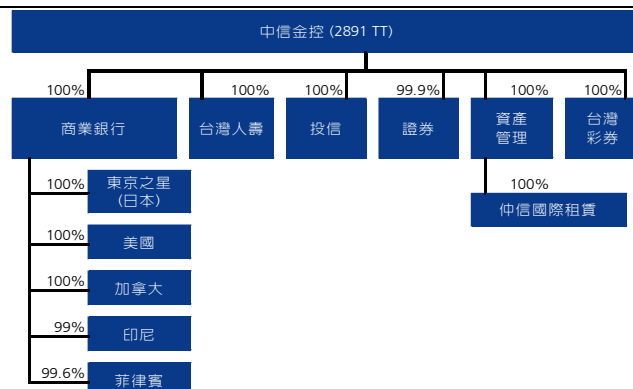 中信金控 (2891 TT)
100%
100%
100%
99.9%
100%
100%
商業銀行
台灣人壽
投信
證券
資產
管理
台灣
彩券
100%
東京之星
(日本)
100%
仲信國際租賃
100%
美國
100%
加拿大
99%
印尼
99.6%
菲律賓